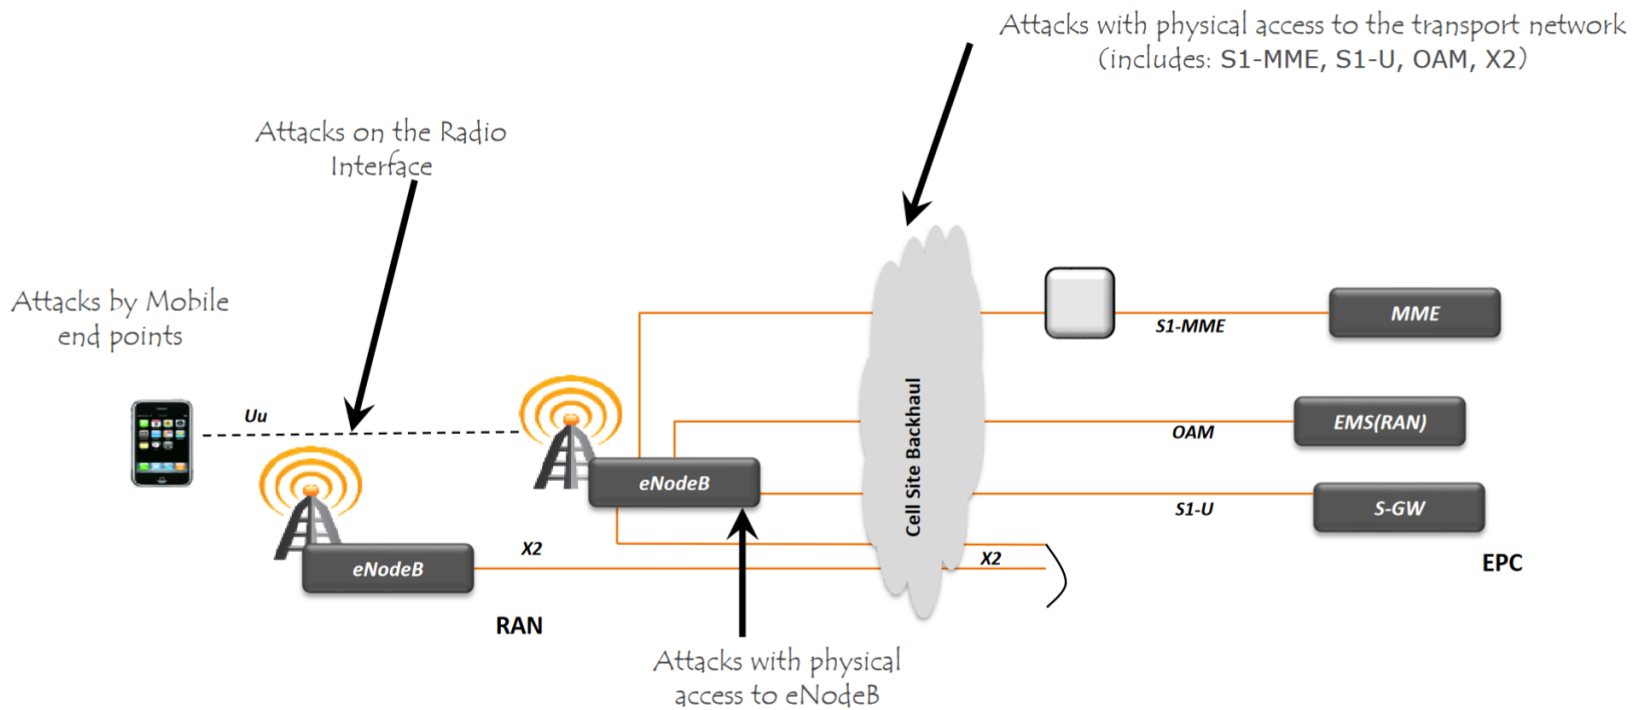 Attacks with physical access to the transport network
(includes: S1-MME, S1-U, OAM, X2)
Attacks on the Radio
Interface
Attacks by Mobile
end points
Uu
S1-MME
MME
Cell Site Backhaul
OAM
EMS(RAN)
eNodeB
S1-U
S-GW
X2
X2
eNodeB
EPC
RAN
Attacks with physical
access to eNodeB